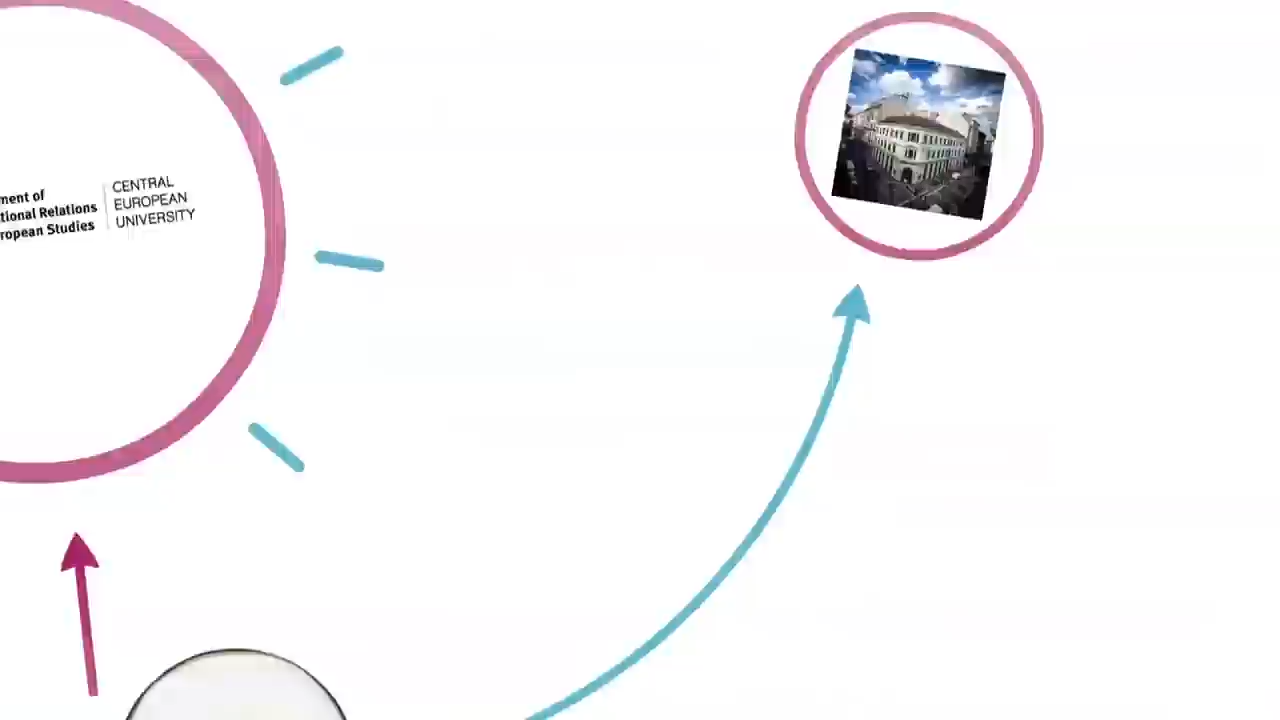 ment of
tional Relations
ropean Studies
CENTRAL
EUROPEAN
UNIVERSITY